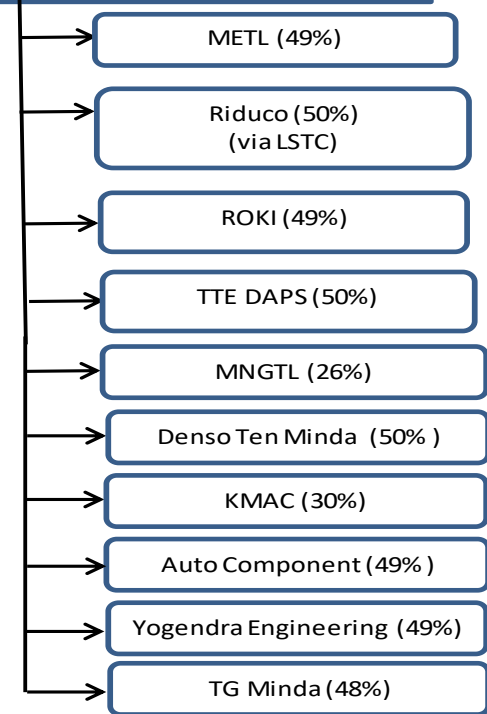 METL (49%)
Riduco (50%)
(via LSTC)
ROKI (49%)
TTE DAPS (50%)
MNGTL (26%)
Denso Ten Minda (50% )
KMAC (30%)
Auto Component (49% )
Yogendra Engineering (49%)
TG Minda (48%)